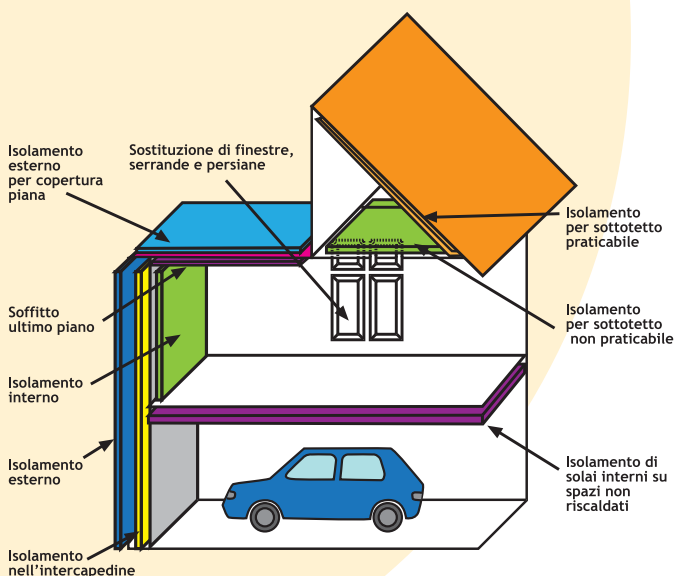 Isolamento
esterno
per copertura
piana
Sostituzione di finestre,
serrande e persiane
Isolamento
per sottotetto
praticabile
Soffitto
ultimo piano
Isolamento
per sottotetto
non praticabile
Isolamento
interno
Isolamento
esterno
Isolamento di
solai interni su
spazi non
riscaldati
Isolamento
nell'intercapedine